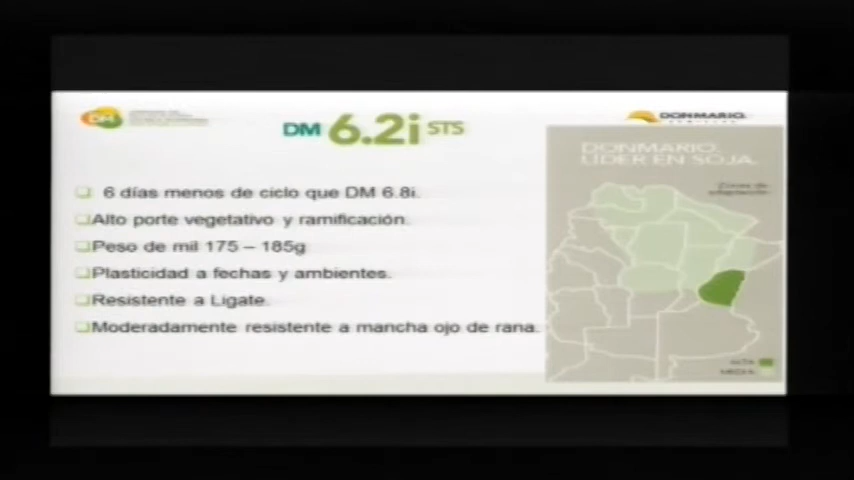 DM
DM 6.2i STS
DONMARIO.
DONMARIO.
LÍDER EN SOJA.
Zonas de
adaptación
6 días menos de ciclo que DM 6.8i.
Alto porte vegetativo y ramificación.
Peso de mil 175 – 185g
Plasticidad a fechas y ambientes.
Resistente a Ligate.
Moderadamente resistente a mancha ojo de rana.